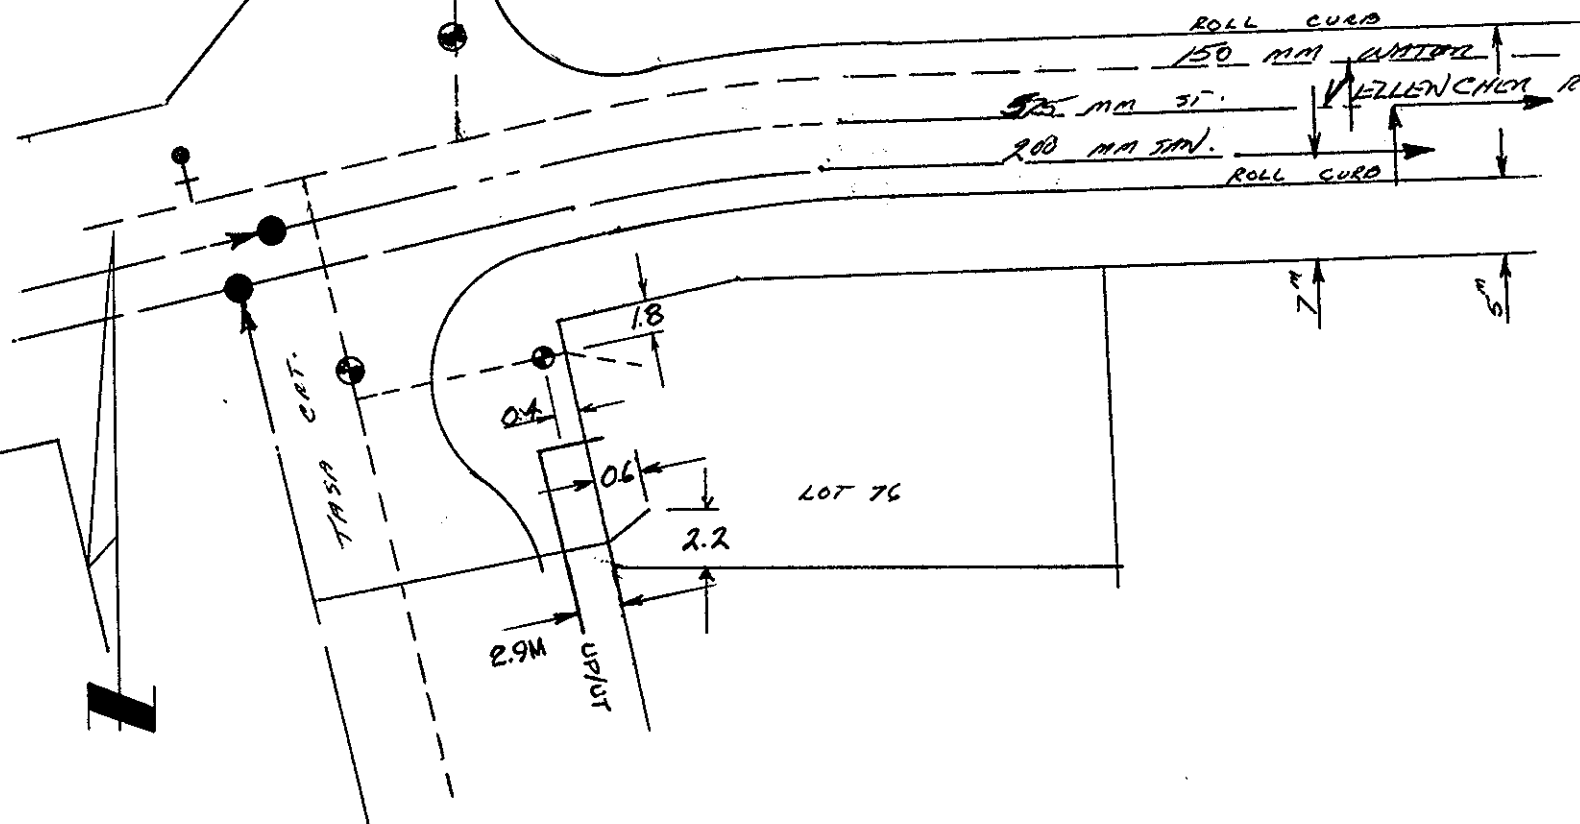 ROLL CURB
150 MM WATER
525 MM ST.
200 MM SAN.
ROLL CURB
7M
5M
1.8
0.4
0.6
TASA CRT.
LOT 76
2.2
2.9M
UP/UT